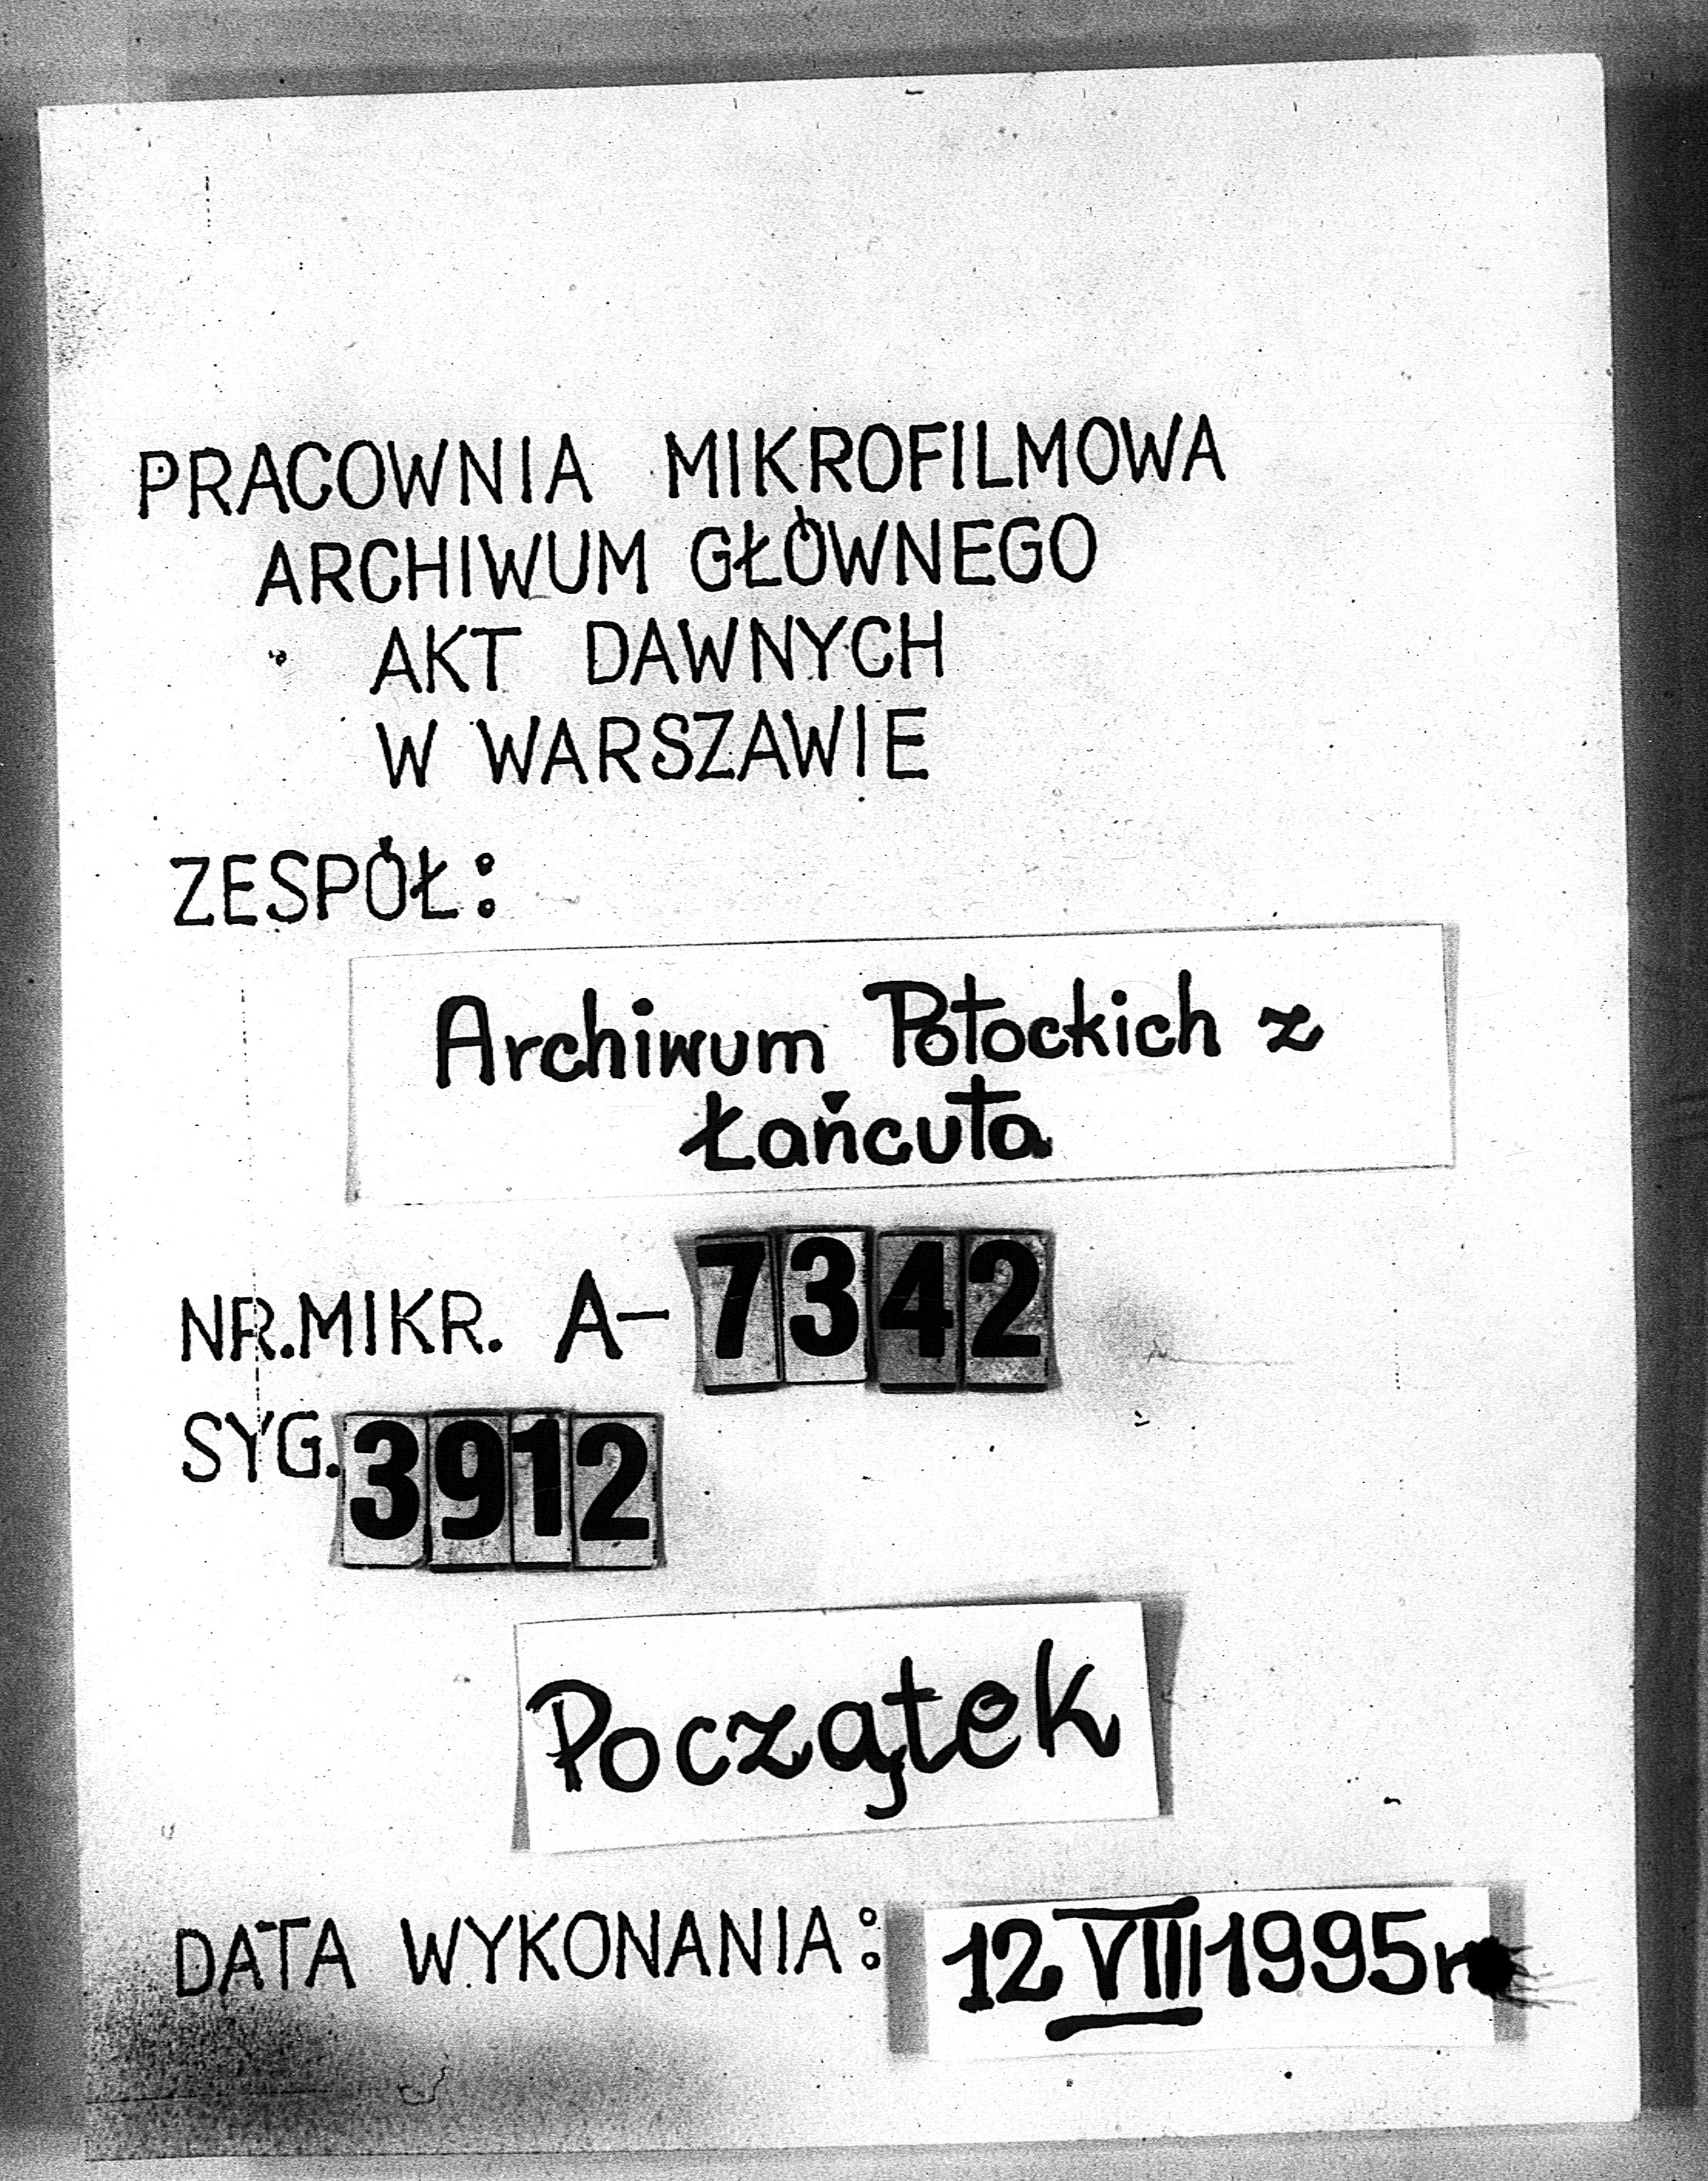 PRACOWNIA MIKROFILMOWA
ARCHIWUM GŁÓWNEGO
AKT DAWNYCH
W WARSZAWIE
ZESPÓŁ:
Archiwum Potockich z
Łańcuta
NR.MIKR. A-7342
SYG. 3912
Początek
DATA WYKONANIA: 12 VIII 1995r